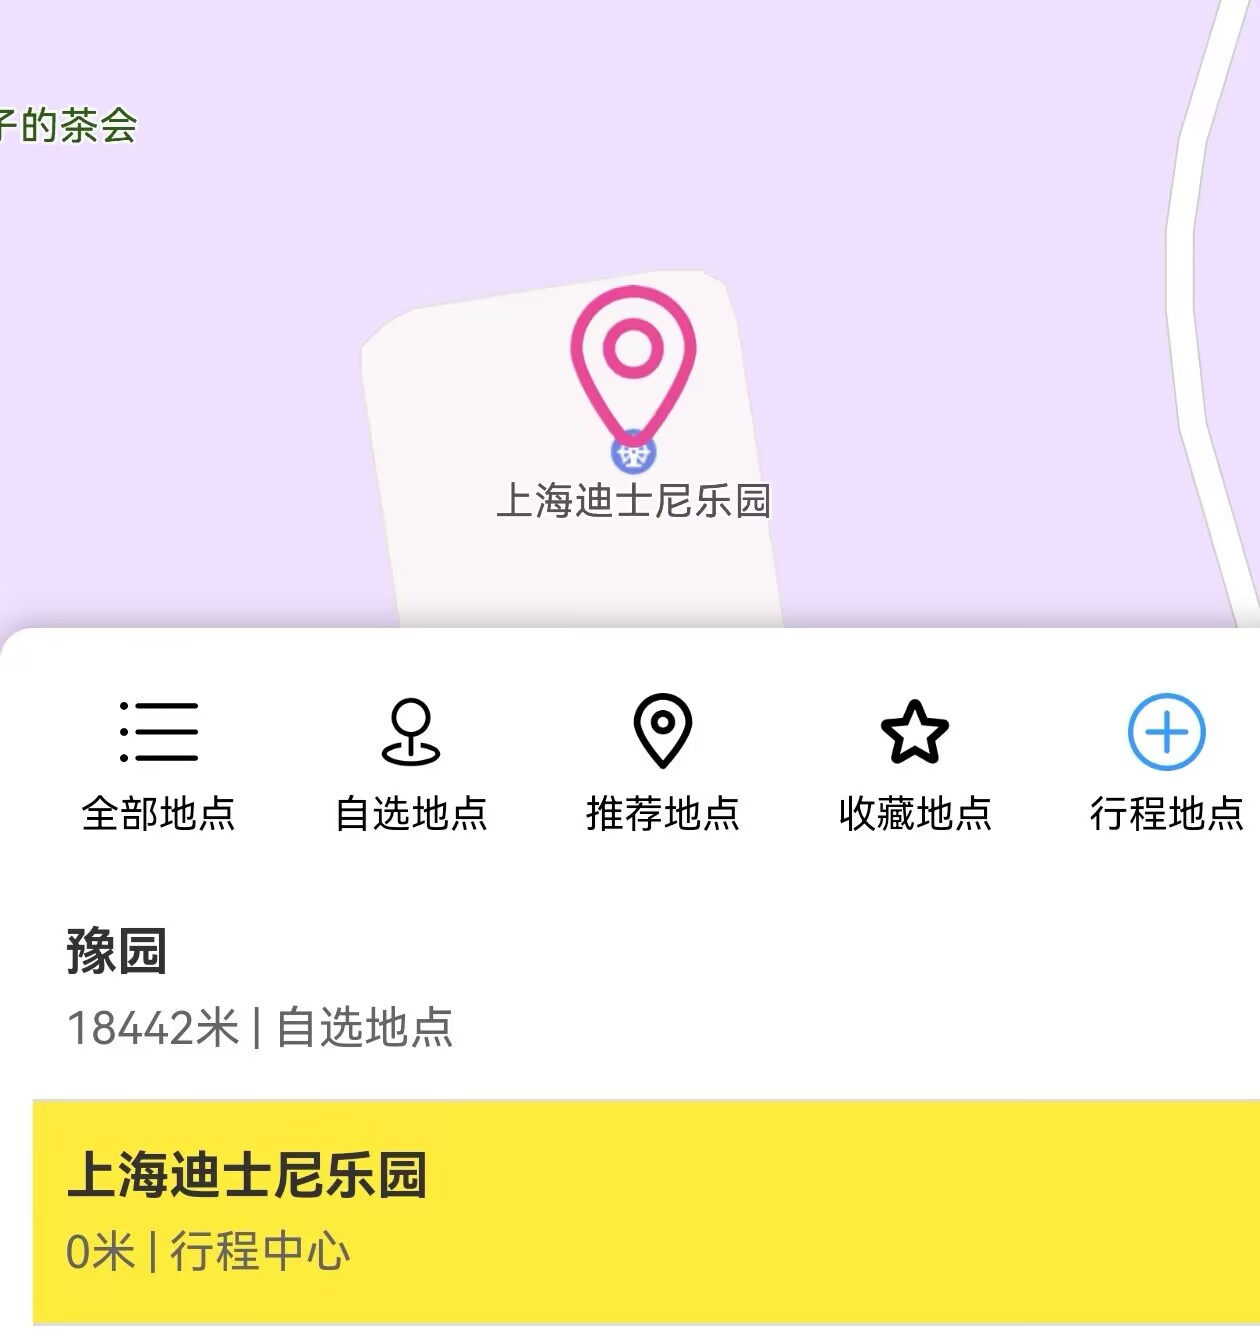 子的茶会
上海迪士尼乐园
全部地点 自选地点 推荐地点 收藏地点 行程地点
豫园
18442米 | 自选地点
上海迪士尼乐园
0米 | 行程中心